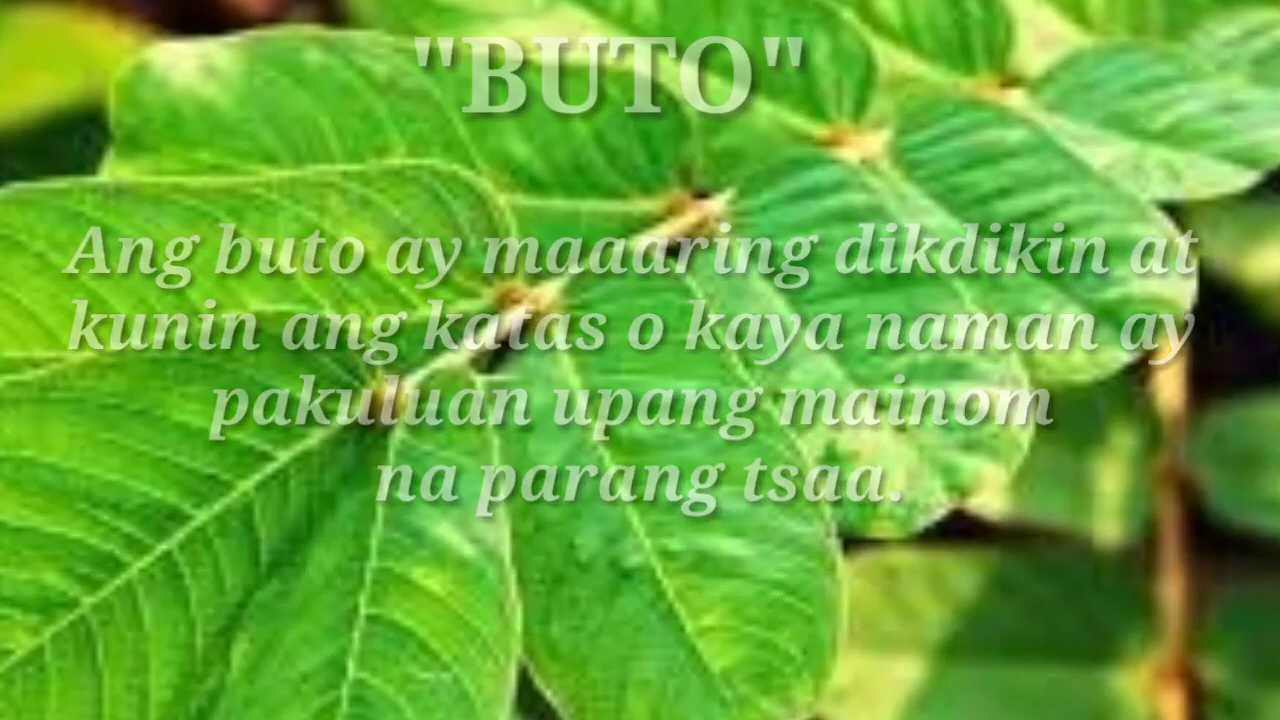 "BUTO"
Ang buto ay maaaring dikdikin at
kunin ang katas o kaya naman ay
pakuluan upang mainom
na parang tsaa.